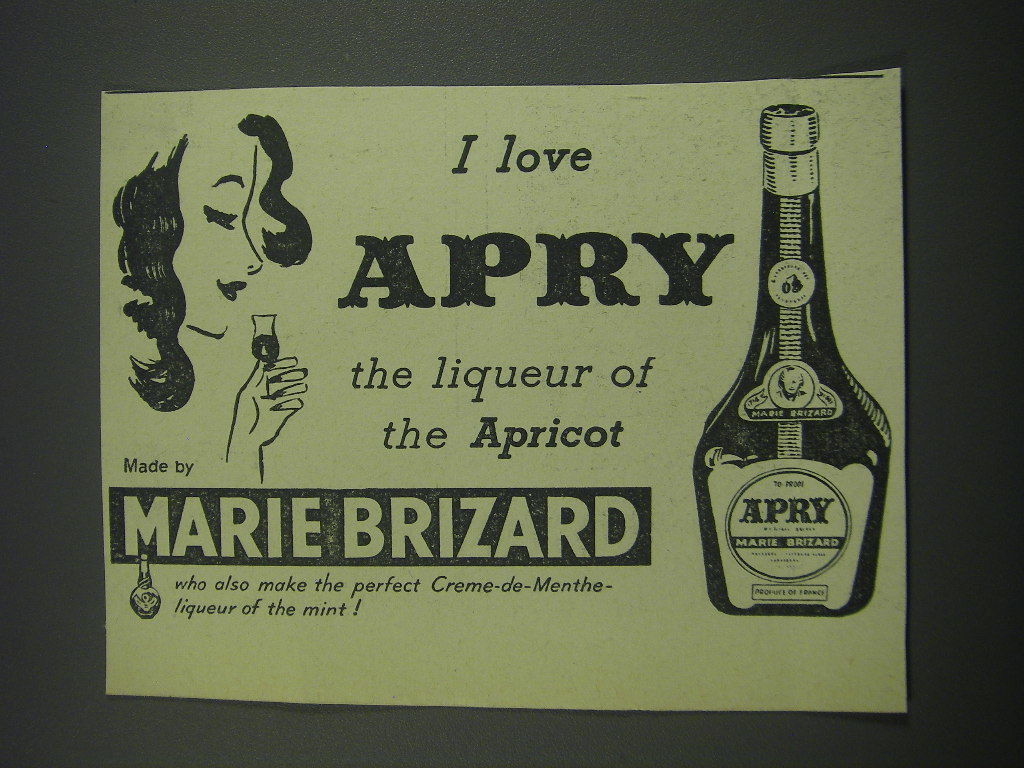 I love
APRY
the liqueur of
the Apricot
Made by
MARIE BRIZARD
who also make the perfect Creme-de-Menthe-
liqueur of the mint !
MARIE BRIZARD
APRY
MARIE BRIZARD
PRODUCE OF FRANCE